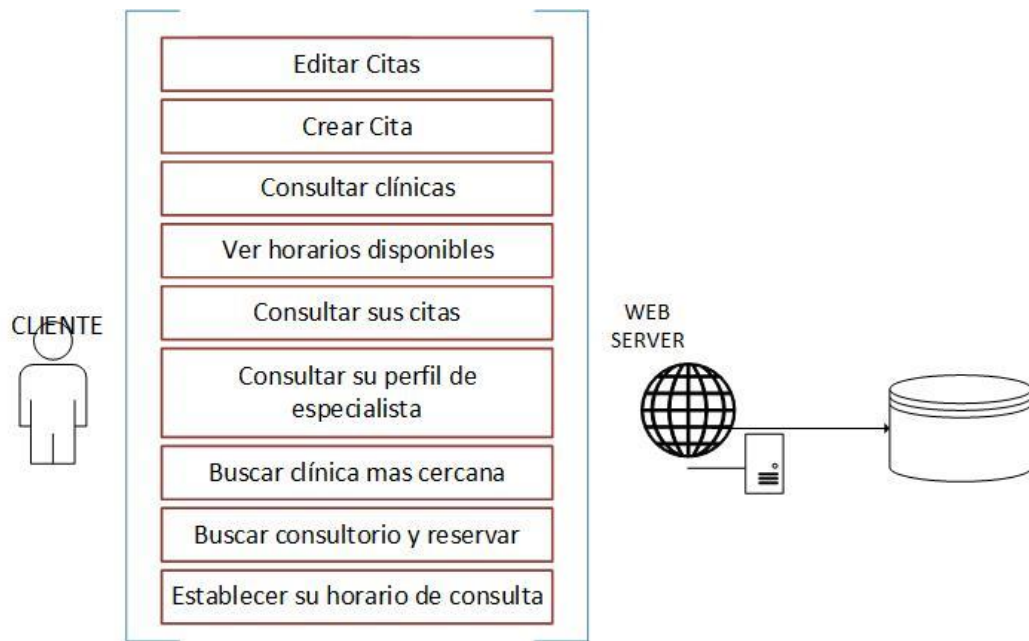 Editar Citas
Crear Cita
Consultar clínicas
Ver horarios disponibles
Consultar sus citas
Consultar su perfil de
especialista
Buscar clínica mas cercana
Buscar consultorio y reservar
Establecer su horario de consulta
CLIENTE
WEB
SERVER